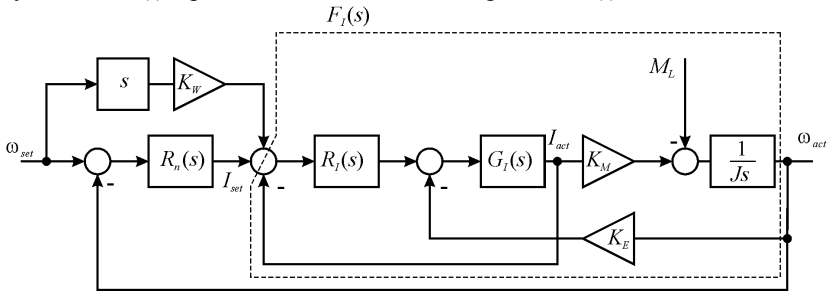 F_I(s)
s
K_W
M_L
ω_set
R_n(s)
I_set
R_I(s)
G_I(s)
I_act
K_M
1
Js
ω_act
-
-
-
-
K_E